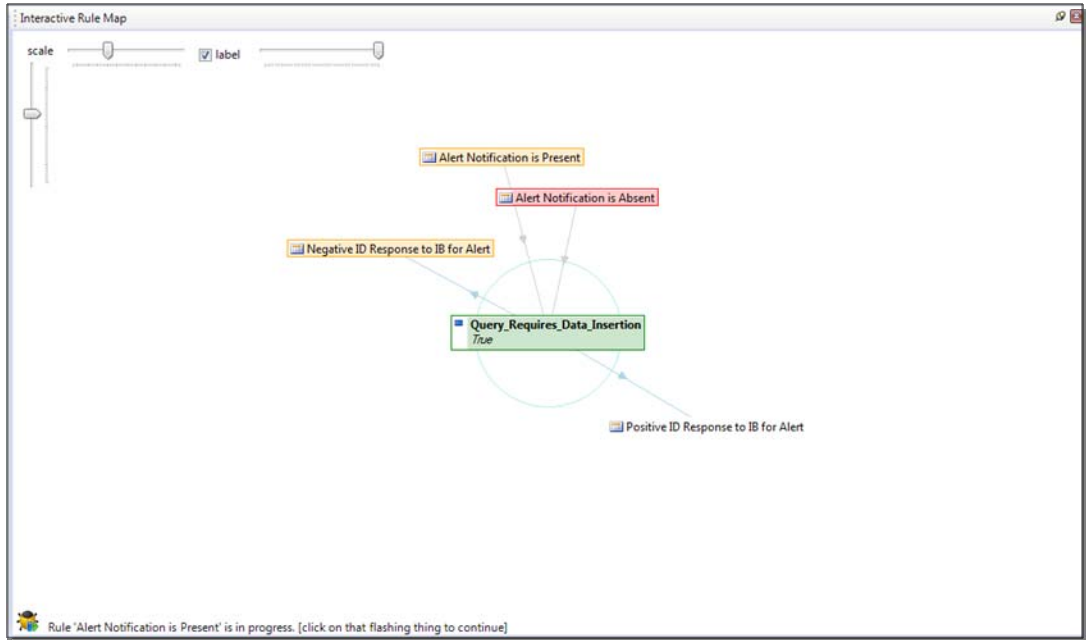 Interactive Rule Map
scale
label
Alert Notification is Present
Alert Notification is Absent
Negative ID Response to IB for Alert
Query_Requires_Data_Insertion
True
Positive ID Response to IB for Alert
Rule 'Alert Notification is Present' is in progress. [click on that flashing thing to continue]